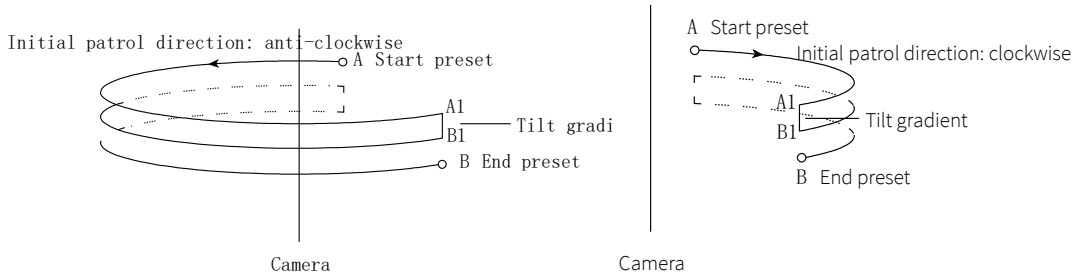 Initial patrol direction: anti-clockwise
A Start preset
A1
B1
Tilt gradi
B End preset
Camera
A Start preset
Initial patrol direction: clockwise
A1
B1
Tilt gradient
B End preset
Camera